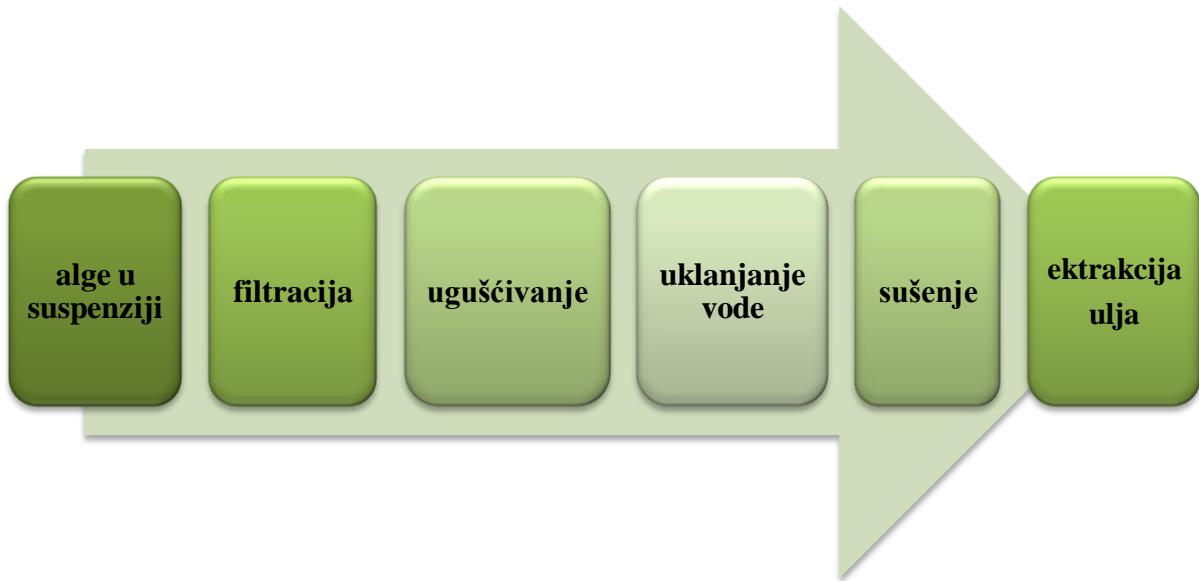 alge u
suspenziji
filtracija
ugušćivanje
uklanjanje
vode
sušenje
ektrakcija
ulja